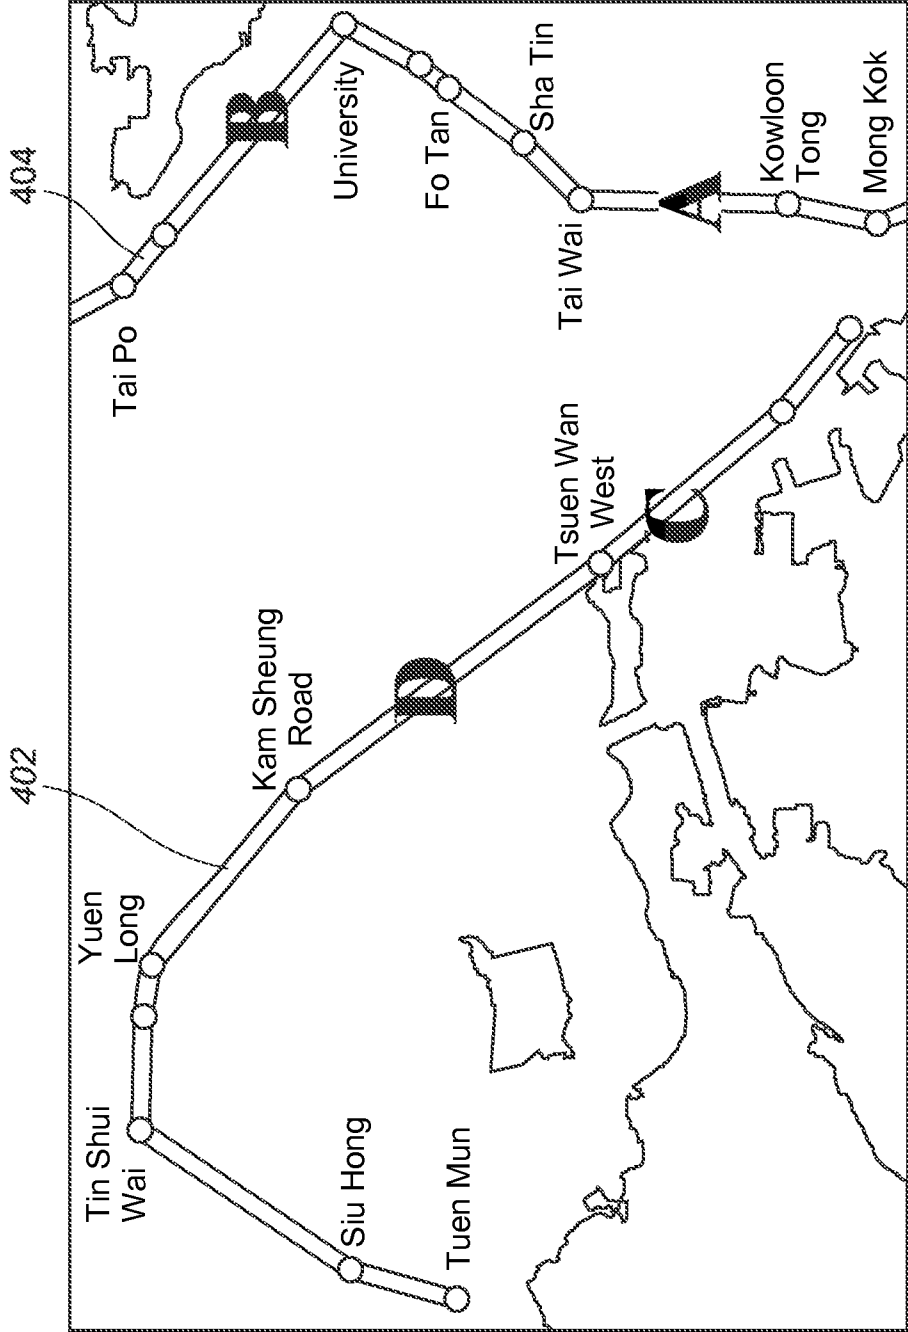 402
404
Tin Shui
Wai
Yuen
Long
Kam Sheung
Road
Tai Po
B
University
Siu Hong
Tuen Mun
D
Fo Tan
Sha Tin
Tsuen Wan
West
C
Tai Wai
A
Kowloon
Tong
Mong Kok